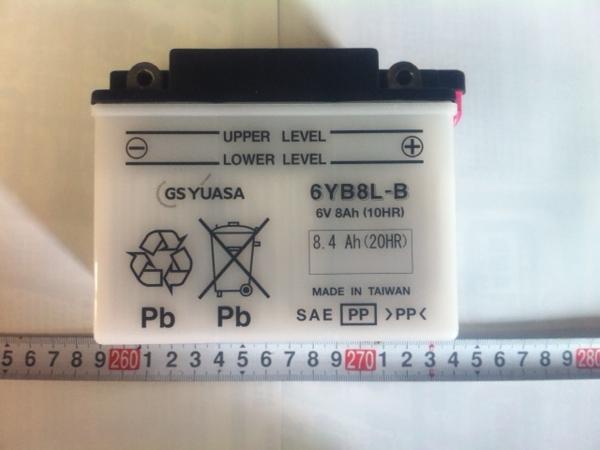 UPPER LEVEL
LOWER LEVEL
GSYUASA
6YB8L-B
6V 8Ah (10HR)
8.4 Ah(20HR)
MADE IN TAIWAN
Pb Pb SAE PP >PP<
5 6 7 8 9 260 1 2 3 4 5 6 7 8 9 270 1 2 3 4 5 6 7 8 9 280